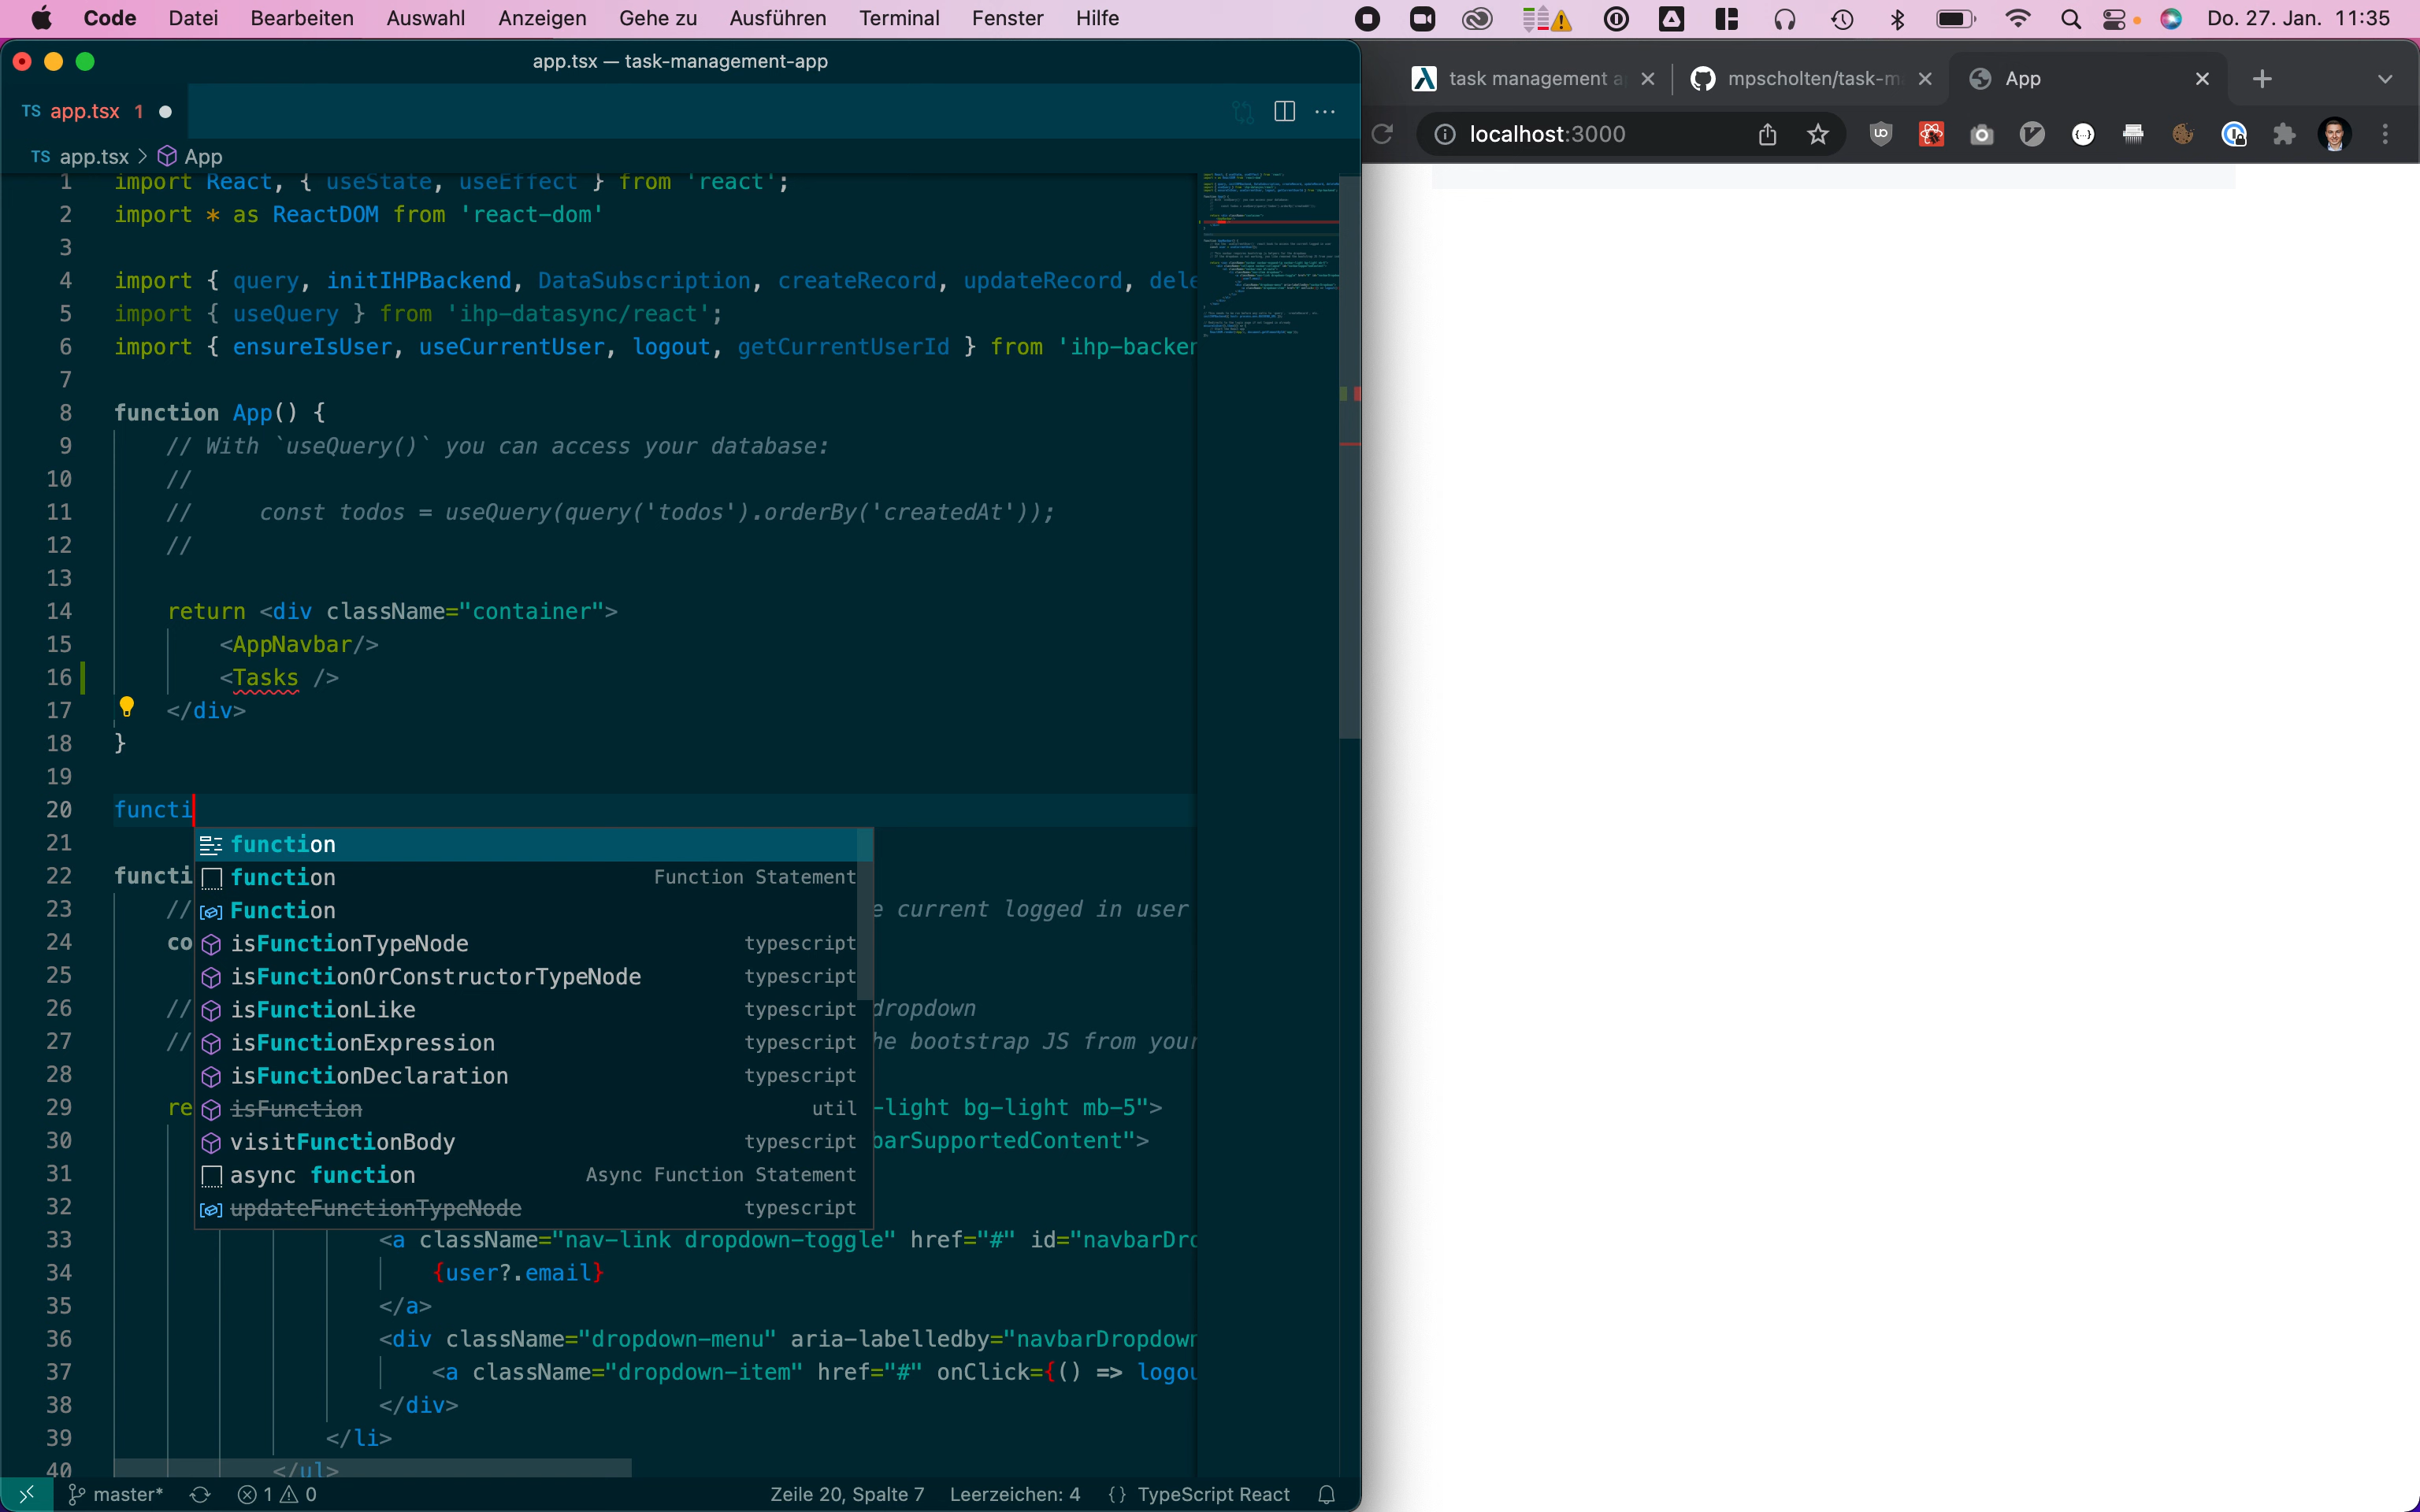 Code Datei Bearbeiten Auswahl Anzeigen Gehe zu Ausführen Terminal Fenster Hilfe Do. 27. Jan. 11:35
app.tsx — task-management-app
TS app.tsx 1
TS app.tsx > App
task management a
mpscholten/task-m
App
localhost:3000
1 import React, { useState, useEffect } from 'react';
2 import * as ReactDOM from 'react-dom'
3
4 import { query, initIHPBackend, DataSubscription, createRecord, updateRecord, dele
5 import { useQuery } from 'ihp-datasync/react';
6 import { ensureIsUser, useCurrentUser, logout, getCurrentUserId } from 'ihp-backen
7
8 function App() {
9 // With `useQuery()` you can access your database:
10 //
11 // const todos = useQuery(query('todos').orderBy('createdAt'));
12 //
13
14 return <div className="container">
15 <AppNavbar/>
16 <Tasks />
17 </div>
18 }
19
20 functi
21 function
22 functi function Function Statement
23 // Function e current logged in user
24 co isFunctionTypeNode typescript
25 isFunctionOrConstructorTypeNode typescript
26 // isFunctionLike typescript dropdown
27 // isFunctionExpression typescript he bootstrap JS from your
28 isFunctionDeclaration typescript
29 re isFunction util -light bg-light mb-5">
30 visitFunctionBody typescript barSupportedContent">
31 async function Async Function Statement
32 updateFunctionTypeNode typescript
33 <a className="nav-link dropdown-toggle" href="#" id="navbarDro
34 {user?.email}
35 </a>
36 <div className="dropdown-menu" aria-labelledby="navbarDropdown
37 <a className="dropdown-item" href="#" onClick={() => logou
38 </div>
39 </li>
40 </ul>
master* 1 0 Zeile 20, Spalte 7 Leerzeichen: 4 {} TypeScript React